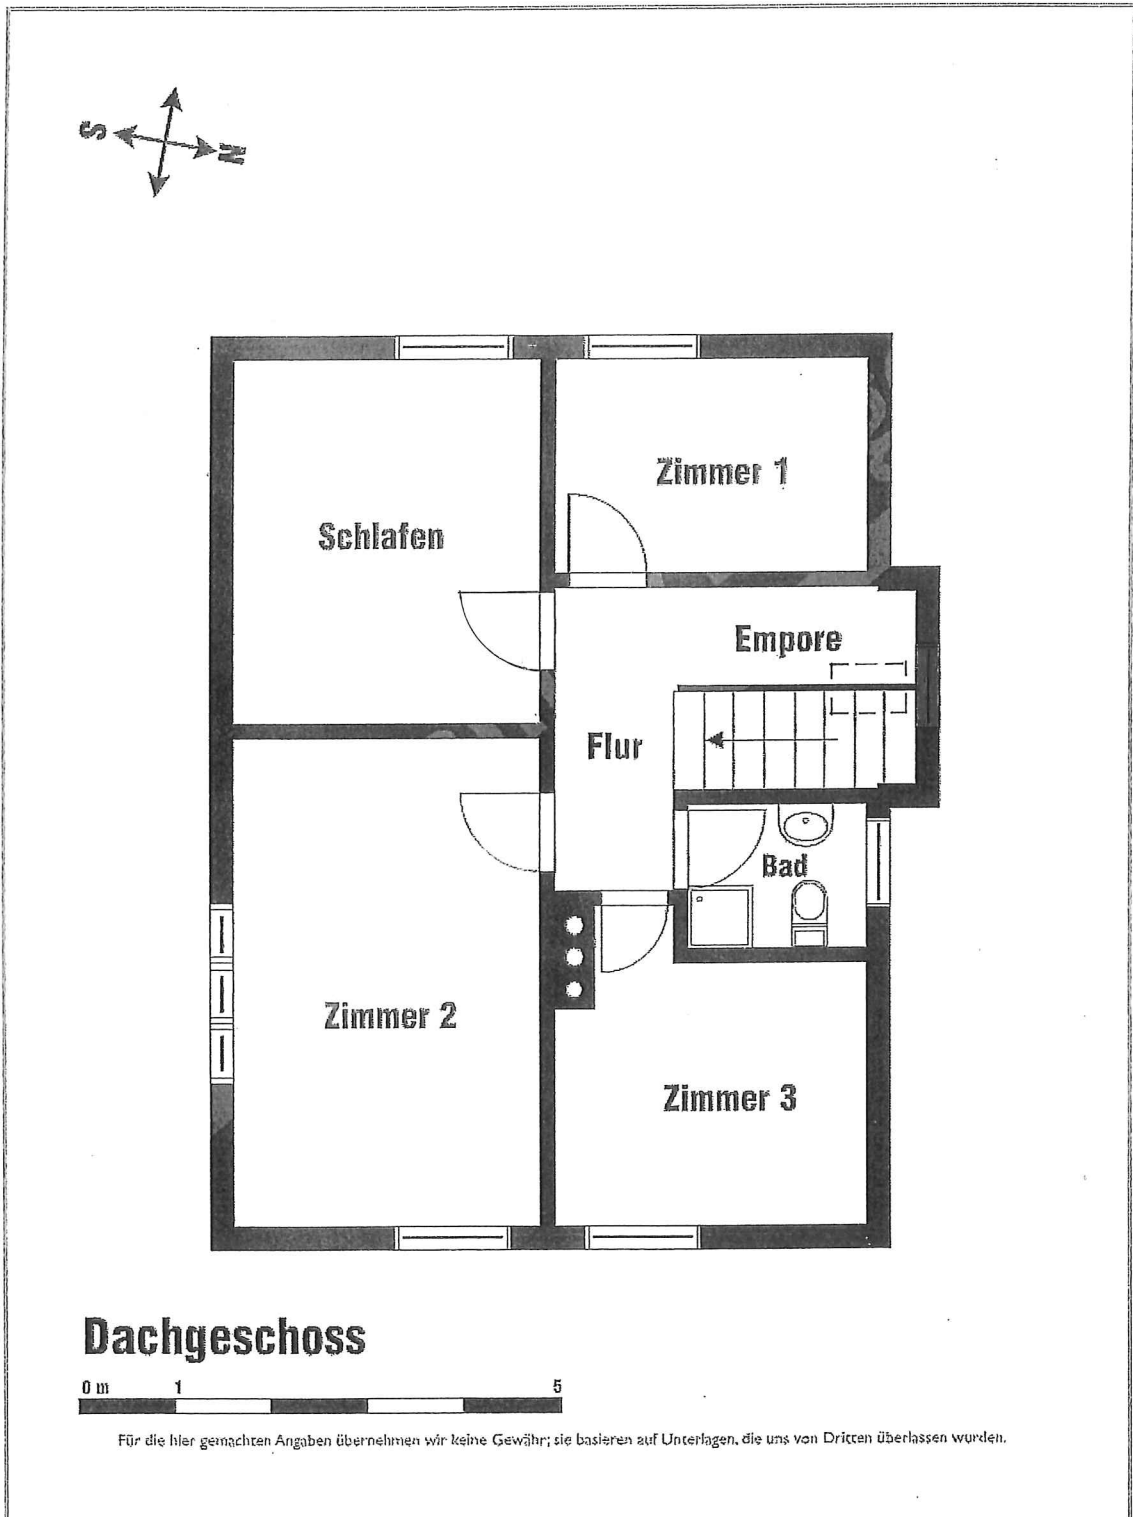 S
N
Zimmer 1
Schlafen
Empore
Flur
Bad
Zimmer 2
Zimmer 3
Dachgeschoss
0 m 1 5
Für die hier gemachten Angaben übernehmen wir keine Gewähr; sie basieren auf Unterlagen, die uns von Dritten überlassen wurden.